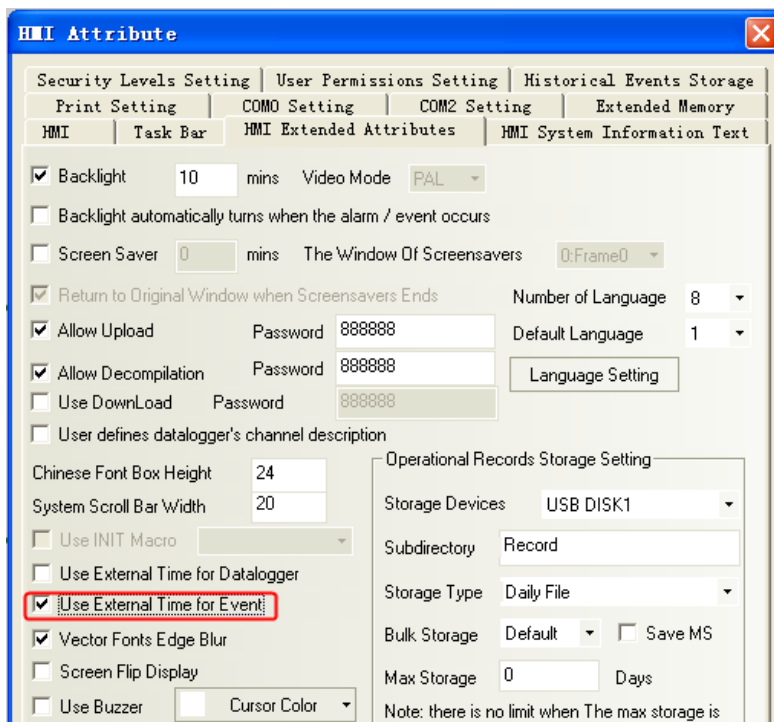 HMI Attribute
Security Levels Setting User Permissions Setting Historical Events Storage
Print Setting COM0 Setting COM2 Setting Extended Memory
HMI Task Bar HMI Extended Attributes HMI System Information Text
Backlight 10 mins Video Mode PAL
Backlight automatically turns when the alarm / event occurs
Screen Saver 0 mins The Window Of Screensavers 0:Frame0
Return to Original Window when Screensavers Ends Number of Language 8
Allow Upload Password 888888 Default Language 1
Allow Decompilation Password 888888 Language Setting
Use DownLoad Password 888888
User defines datalogger's channel description
Chinese Font Box Height 24 Operational Records Storage Setting
System Scroll Bar Width 20 Storage Devices USB DISK1
Use INIT Macro Subdirectory Record
Use External Time for Datalogger
Use External Time for Event Storage Type Daily File
Vector Fonts Edge Blur Bulk Storage Default Save MS
Screen Flip Display Max Storage 0 Days
Use Buzzer Cursor Color Note: there is no limit when The max storage is